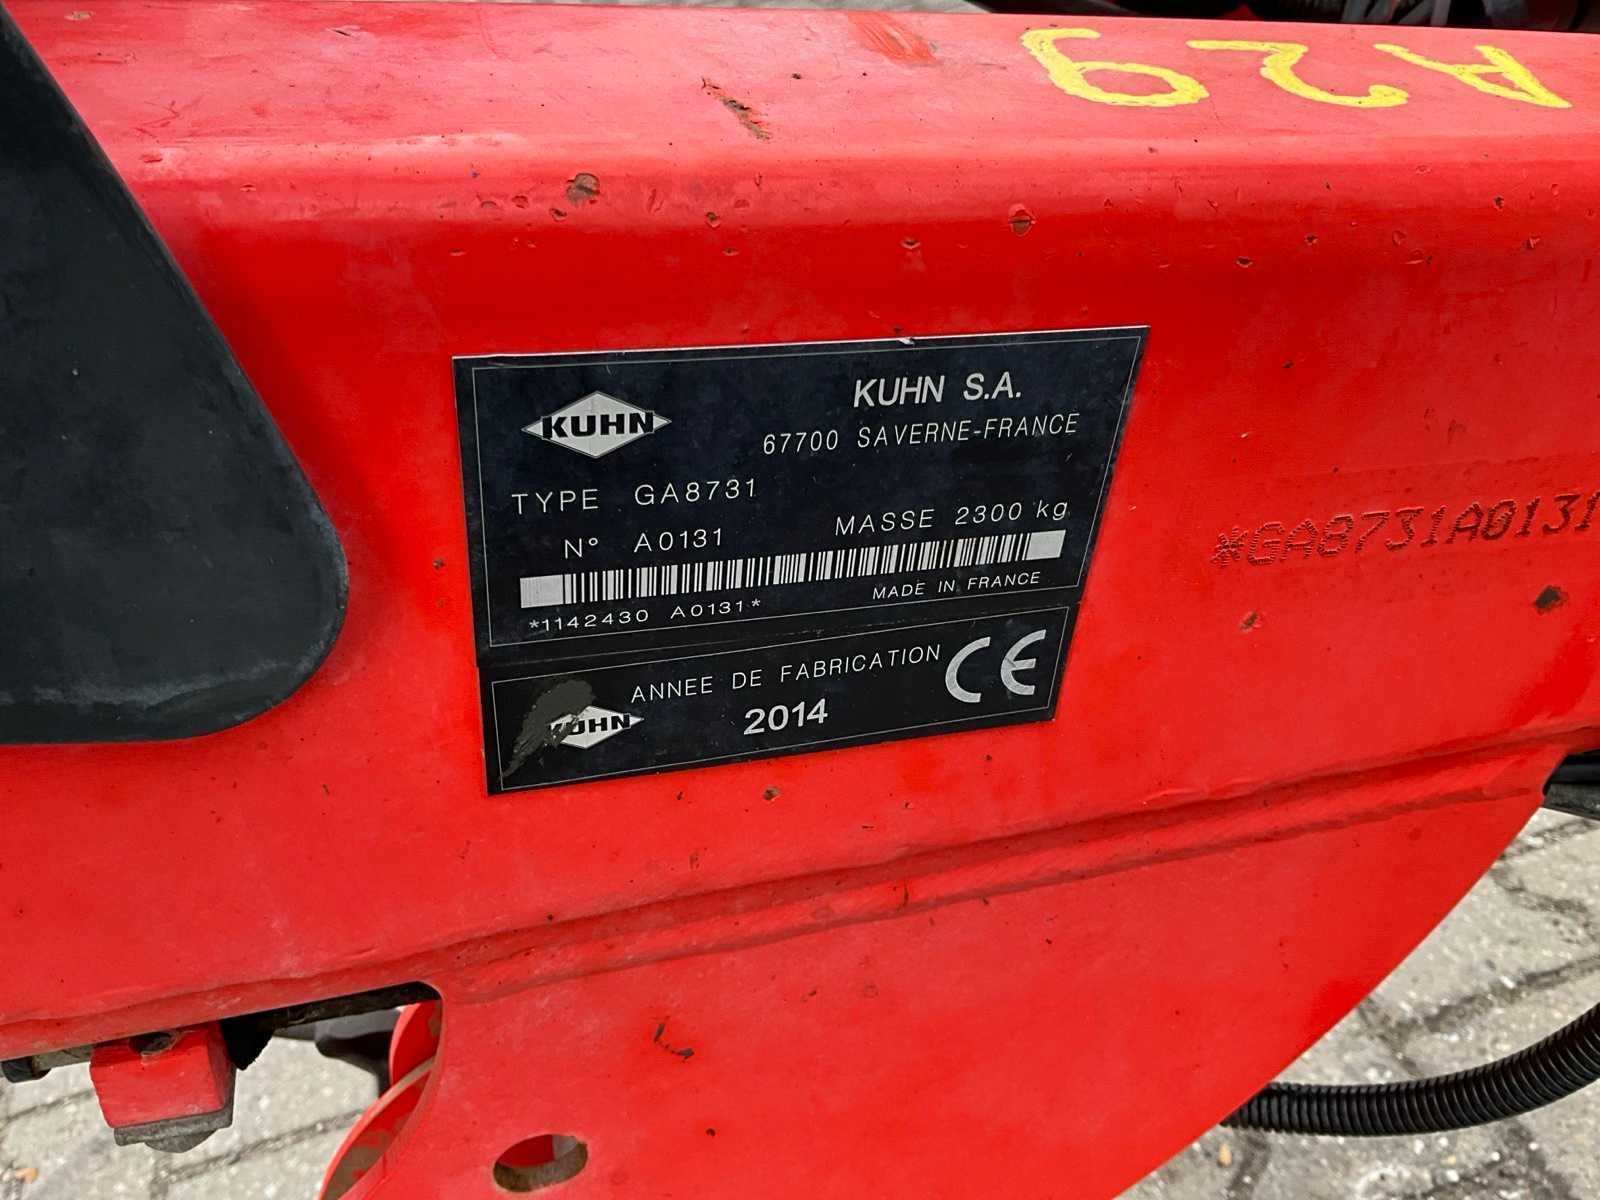 A29
KUHN
KUHN S.A.
67700 SAVERNE-FRANCE
TYPE GA8731
N° A0131
MASSE 2300 kg
*1142430 A0131*
MADE IN FRANCE
KUHN
ANNEE DE FABRICATION
2014
CE
*GA8731A0131